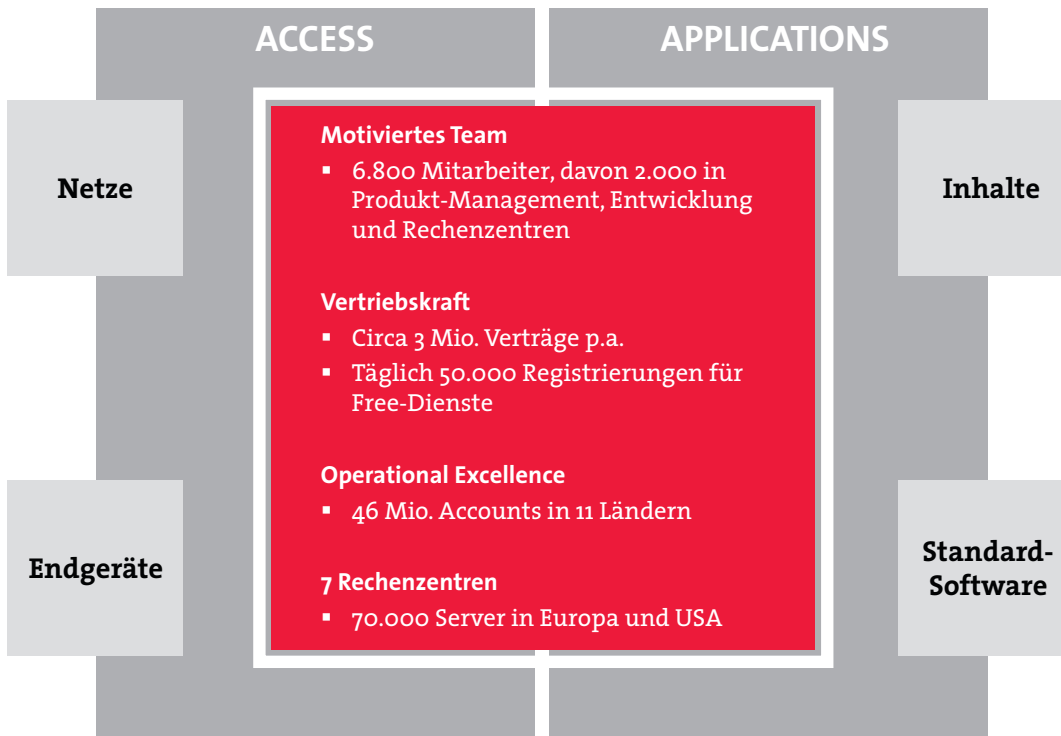 ACCESS
APPLICATIONS
Netze
Endgeräte
Motiviertes Team
▪ 6.800 Mitarbeiter, davon 2.000 in
Produkt-Management, Entwicklung
und Rechenzentren
Vertriebskraft
▪ Circa 3 Mio. Verträge p.a.
▪ Täglich 50.000 Registrierungen für
Free-Dienste
Operational Excellence
▪ 46 Mio. Accounts in 11 Ländern
7 Rechenzentren
▪ 70.000 Server in Europa und USA
Inhalte
Standard-
Software